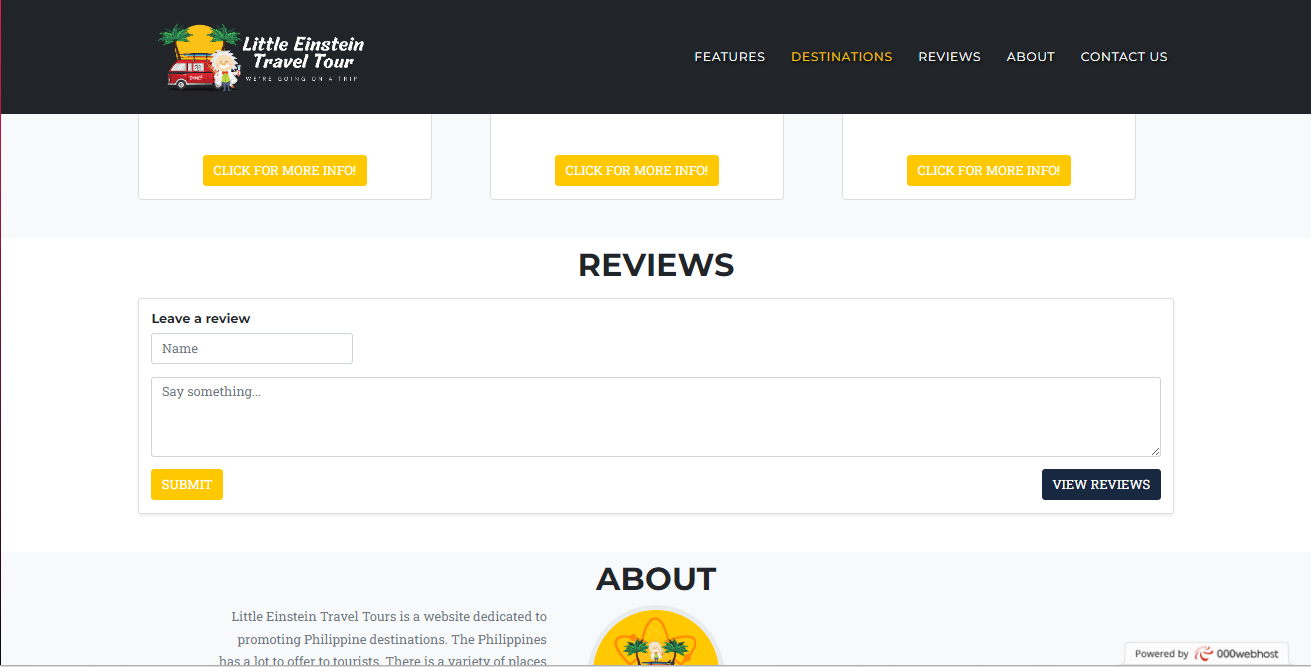 Little Einstein
Travel Tour
WE'RE GOING ON A TRIP
FEATURES
DESTINATIONS
REVIEWS
ABOUT
CONTACT US
CLICK FOR MORE INFO!
CLICK FOR MORE INFO!
CLICK FOR MORE INFO!
REVIEWS
Leave a review
Name
Say something...
SUBMIT
VIEW REVIEWS
ABOUT
Little Einstein Travel Tours is a website dedicated to
promoting Philippine destinations. The Philippines
has a lot to offer to tourists. There is a variety of places
Powered by 000webhost